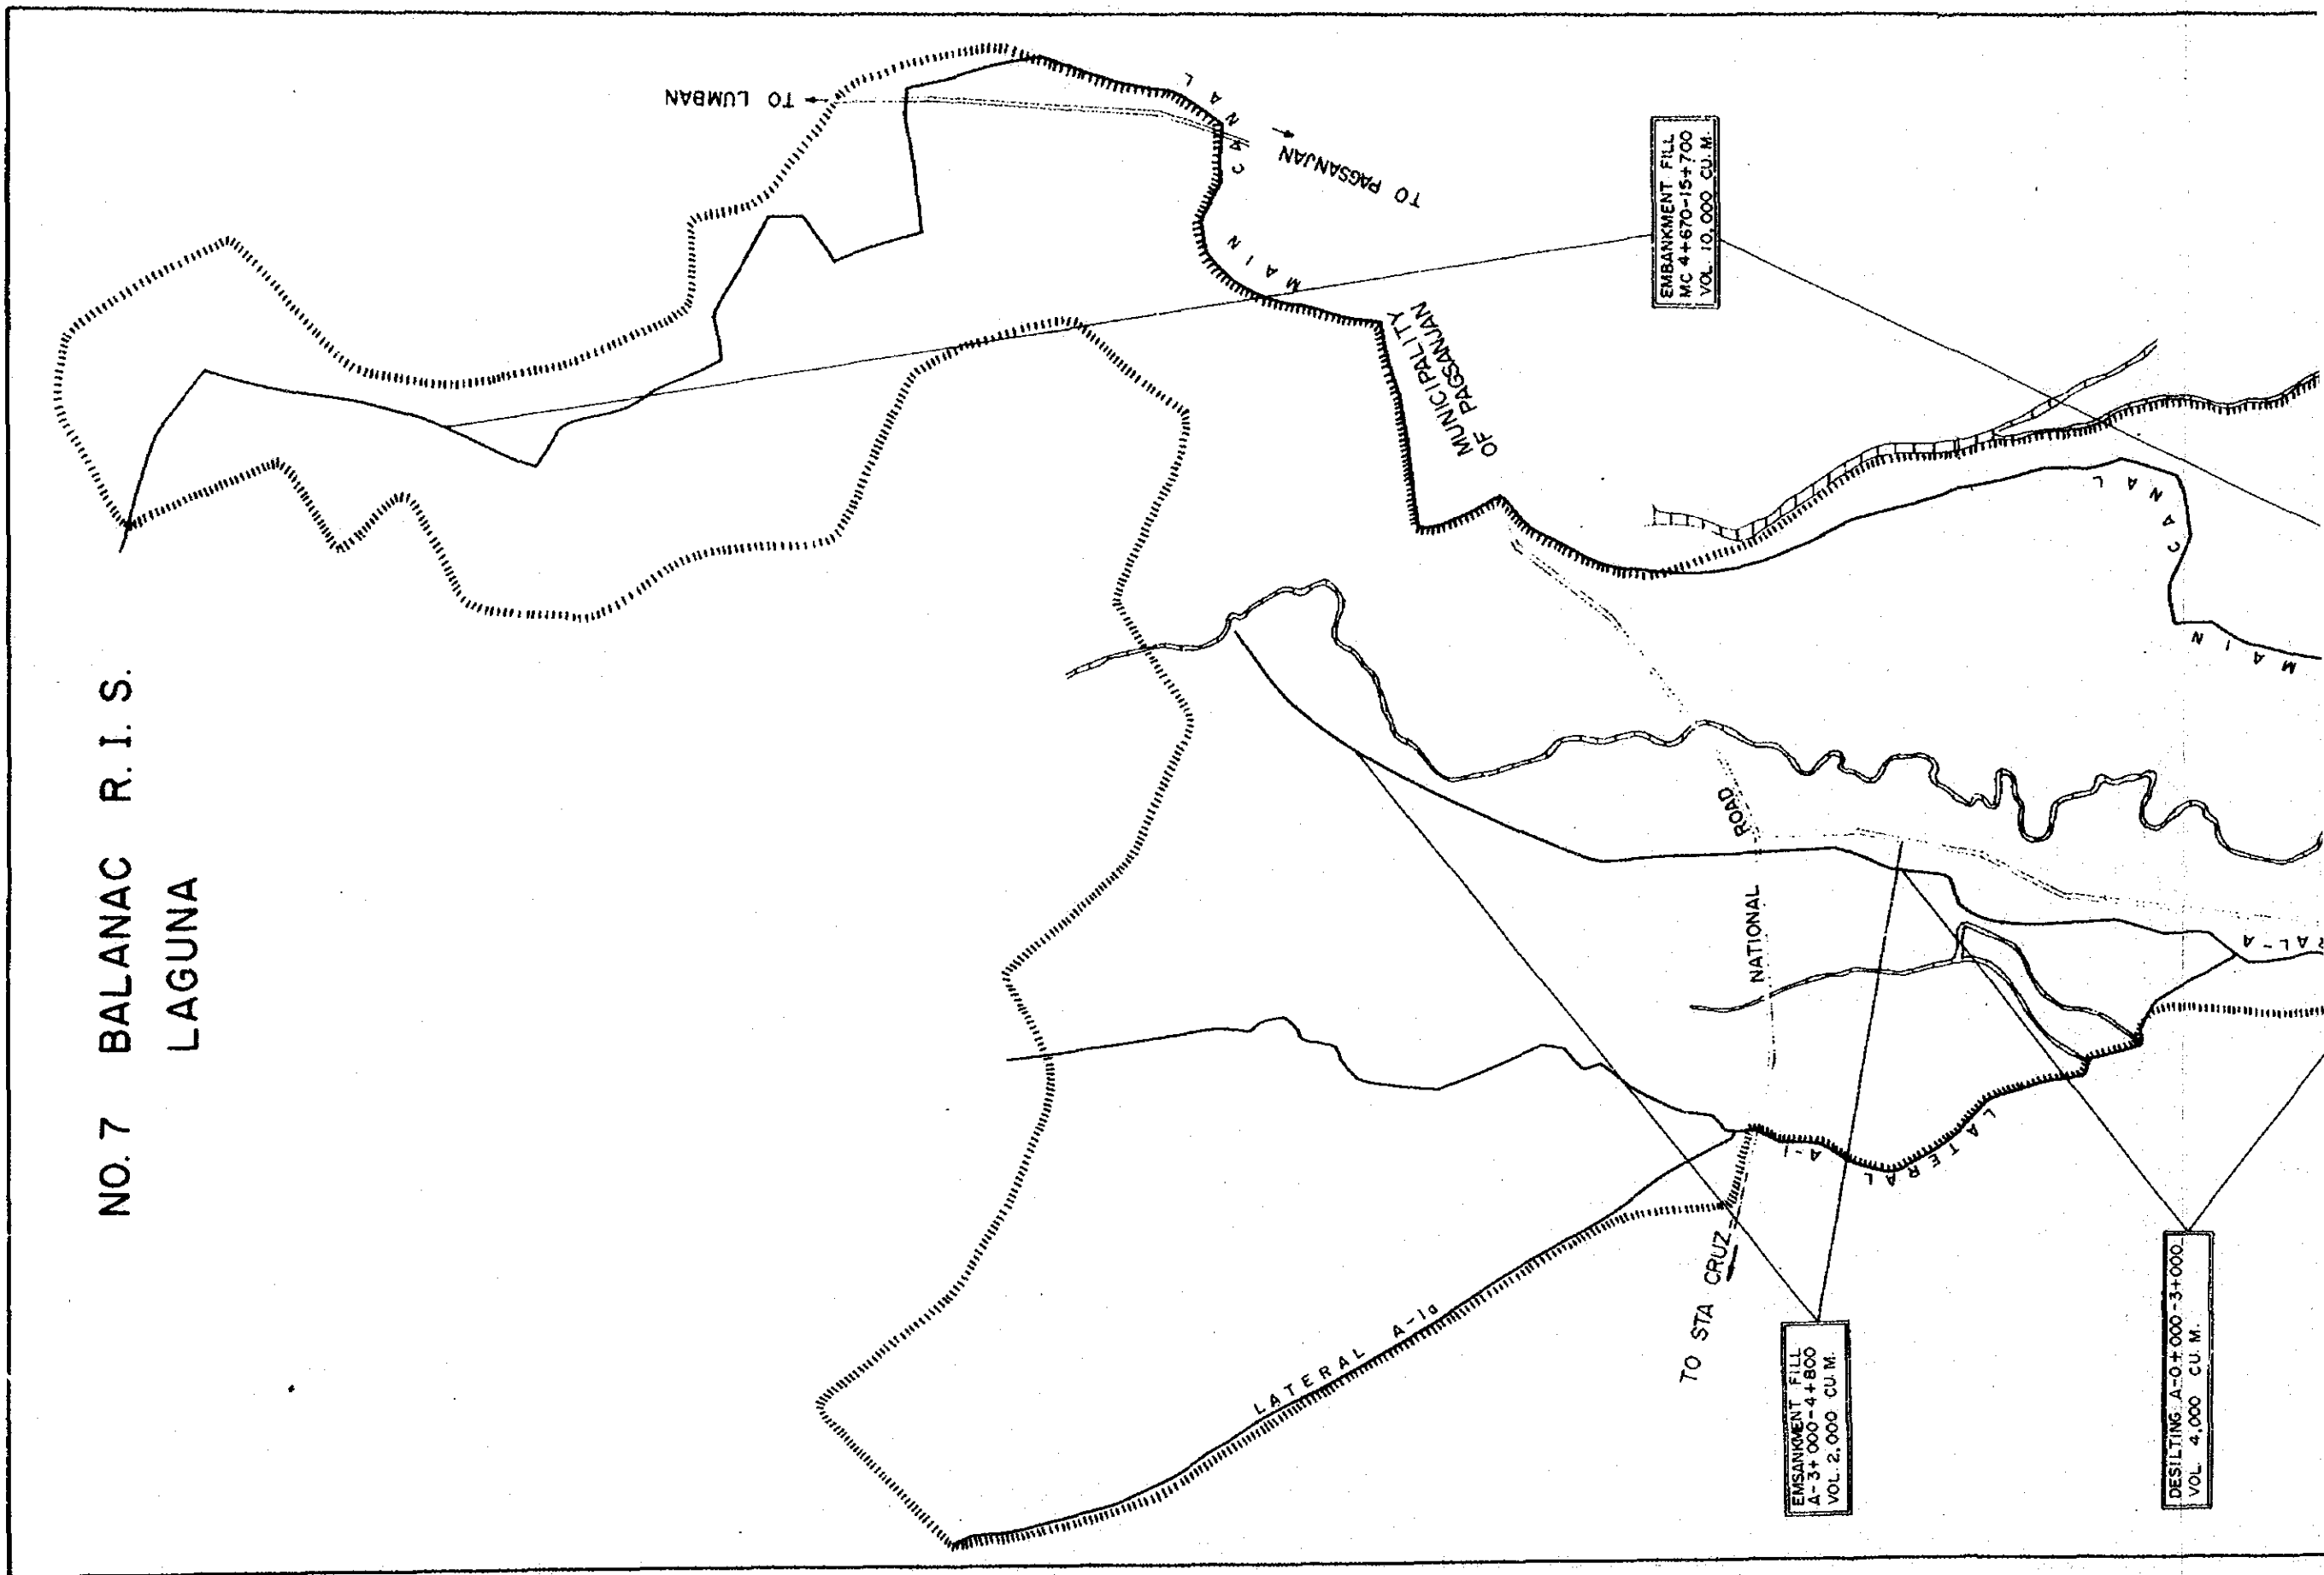 NO. 7 BALANAC R. I. S.
LAGUNA
TO LUMBAN
MAIN CANAL
TO PAGSANJAN
MUNICIPALITY
OF
PAGSANJAN
EMBANKMENT FILL
MC 4+670-15+700
VOL. 10,000 CU. M.
MAIN CANAL
NATIONAL ROAD
RAL-A
LATERAL A-1
LATERAL A-1a
TO STA CRUZ
EMSANKMENT FILL
A-3+000-4+800
VOL. 2,000 CU. M.
DESILTING A-0+000-3+000
VOL. 4,000 CU. M.